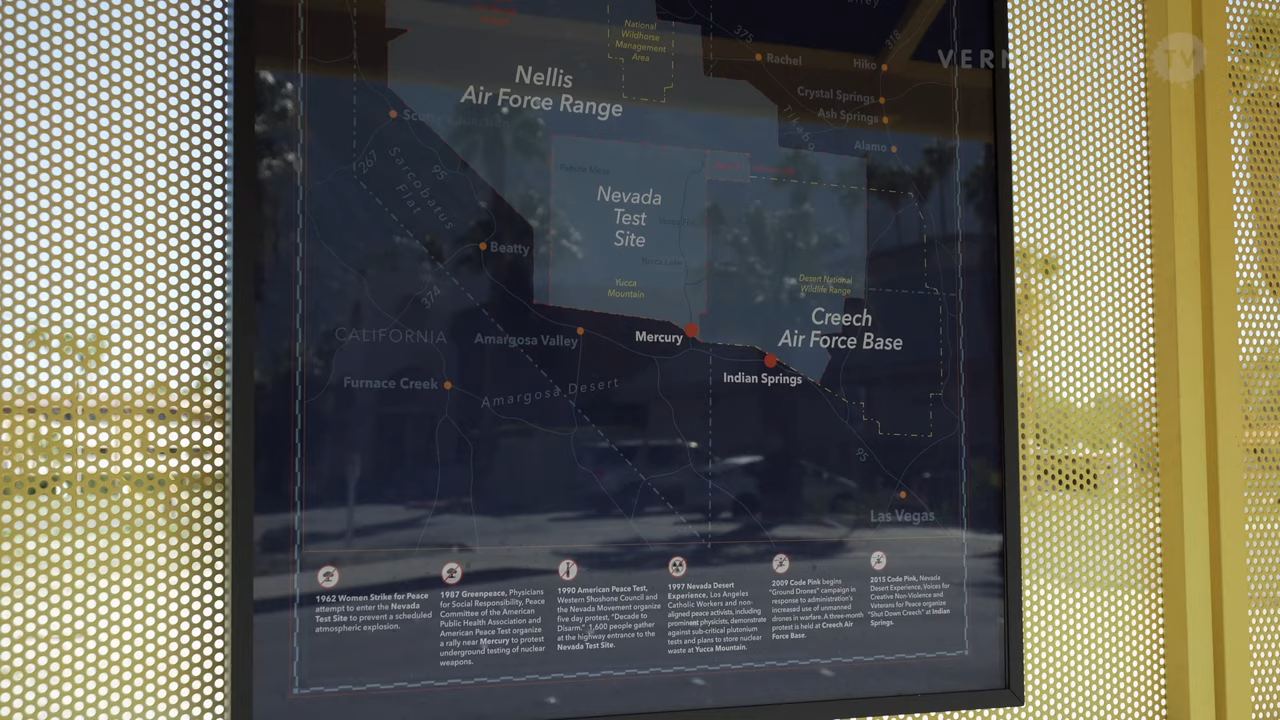 National
Wildhorse
Management
Area
375
318
Rachel
Hiko
VERN
TV
Nellis
Air Force Range
Crystal Springs
Ash Springs
Alamo
Tikaboo
267
95
Sarcobatus
Flat
Nevada
Test
Site
Beatty
Yucca Lake
Yucca
Mountain
Desert National
Wildlife Range
374
CALIFORNIA
Amargosa Valley
Mercury
Creech
Air Force Base
Indian Springs
Furnace Creek
Amargosa Desert
95
Las Vegas
1962 Women Strike for Peace
attempt to enter the Nevada
Test Site to prevent a scheduled
atmospheric explosion.
1987 Greenpeace, Physicians
for Social Responsibility, Peace
Committee of the American
Public Health Association and
American Peace Test organize
a rally near Mercury to protest
underground testing of nuclear
weapons.
1990 American Peace Test,
Western Shoshone Council and
the Nevada Movement organize
five day protest, "Decade to
Disarm." 1,600 people gather
at the highway entrance to the
Nevada Test Site.
1997 Nevada Desert
Experience, Los Angeles
Catholic Workers and non-
aligned peace activists, including
prominent physicians, demonstrate
against sub-critical plutonium
tests and plans to store nuclear
waste at Yucca Mountain.
2009 Code Pink begins
"Ground Drones" campaign in
response to administration's
increased use of unmanned
drones in warfare. A three-month
protest is held at Creech Air
Force Base.
2015 Code Pink, Nevada
Desert Experience, Voices for
Creative Non-Violence and
Veterans for Peace organize
"Shut Down Creech" at Indian
Springs.